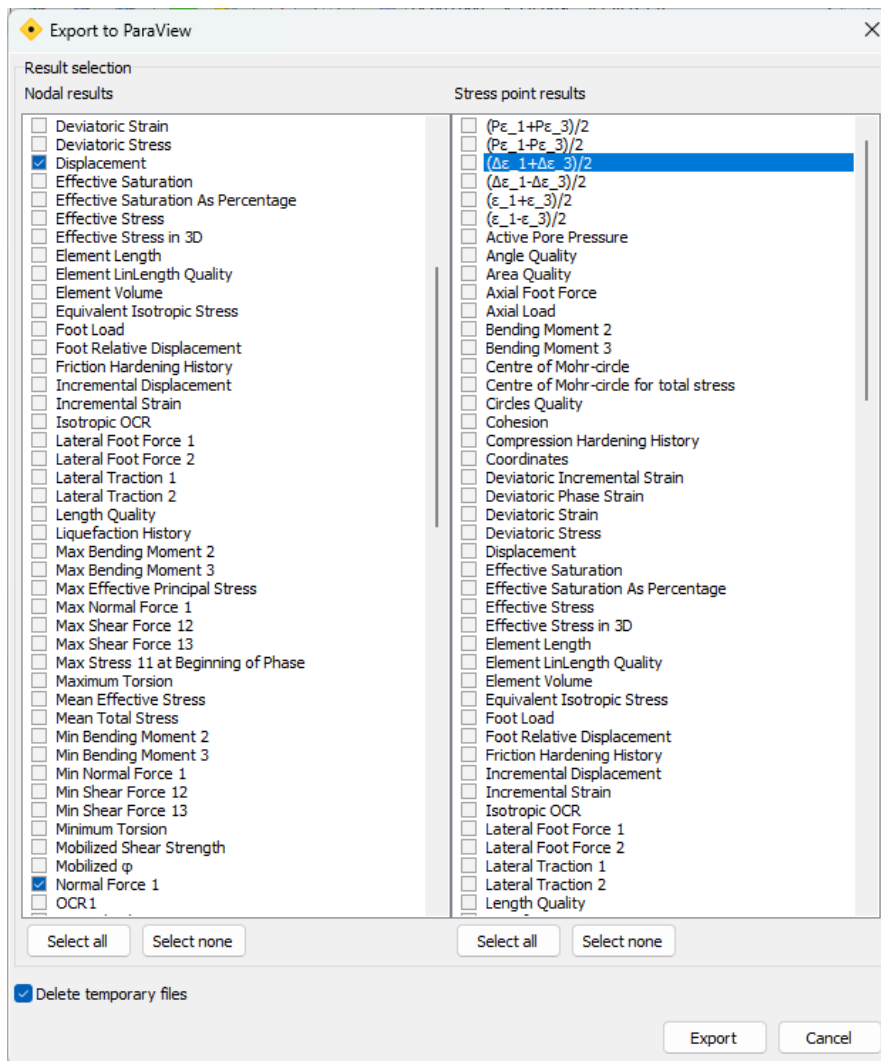 Export to ParaView
Result selection
Nodal results
Deviatoric Strain
Deviatoric Stress
Displacement
Effective Saturation
Effective Saturation As Percentage
Effective Stress
Effective Stress in 3D
Element Length
Element LinLength Quality
Element Volume
Equivalent Isotropic Stress
Foot Load
Foot Relative Displacement
Friction Hardening History
Incremental Displacement
Incremental Strain
Isotropic OCR
Lateral Foot Force 1
Lateral Foot Force 2
Lateral Traction 1
Lateral Traction 2
Length Quality
Liquefaction History
Max Bending Moment 2
Max Bending Moment 3
Max Effective Principal Stress
Max Normal Force 1
Max Shear Force 12
Max Shear Force 13
Max Stress 11 at Beginning of Phase
Maximum Torsion
Mean Effective Stress
Mean Total Stress
Min Bending Moment 2
Min Bending Moment 3
Min Normal Force 1
Min Shear Force 12
Min Shear Force 13
Minimum Torsion
Mobilized Shear Strength
Mobilized φ
Normal Force 1
OCR1
Select all
Select none
Stress point results
(Pε_1+Pε_3)/2
(Pε_1-Pε_3)/2
(Δε_1+Δε_3)/2
(Δε_1-Δε_3)/2
(ε_1+ε_3)/2
(ε_1-ε_3)/2
Active Pore Pressure
Angle Quality
Area Quality
Axial Foot Force
Axial Load
Bending Moment 2
Bending Moment 3
Centre of Mohr-circle
Centre of Mohr-circle for total stress
Circles Quality
Cohesion
Compression Hardening History
Coordinates
Deviatoric Incremental Strain
Deviatoric Phase Strain
Deviatoric Strain
Deviatoric Stress
Displacement
Effective Saturation
Effective Saturation As Percentage
Effective Stress
Effective Stress in 3D
Element Length
Element LinLength Quality
Element Volume
Equivalent Isotropic Stress
Foot Load
Foot Relative Displacement
Friction Hardening History
Incremental Displacement
Incremental Strain
Isotropic OCR
Lateral Foot Force 1
Lateral Foot Force 2
Lateral Traction 1
Lateral Traction 2
Length Quality
Select all
Select none
Delete temporary files
Export
Cancel